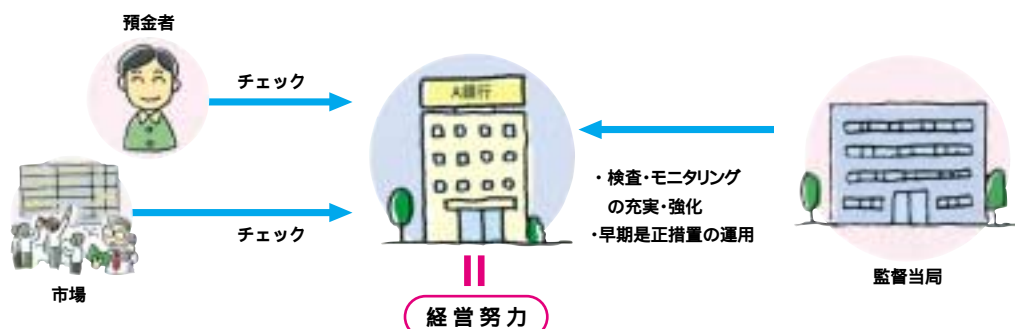 預金者
チェック
A銀行
・検査・モニタリング
の充実・強化
・早期是正措置の運用
チェック
市場
監督当局
経営努力